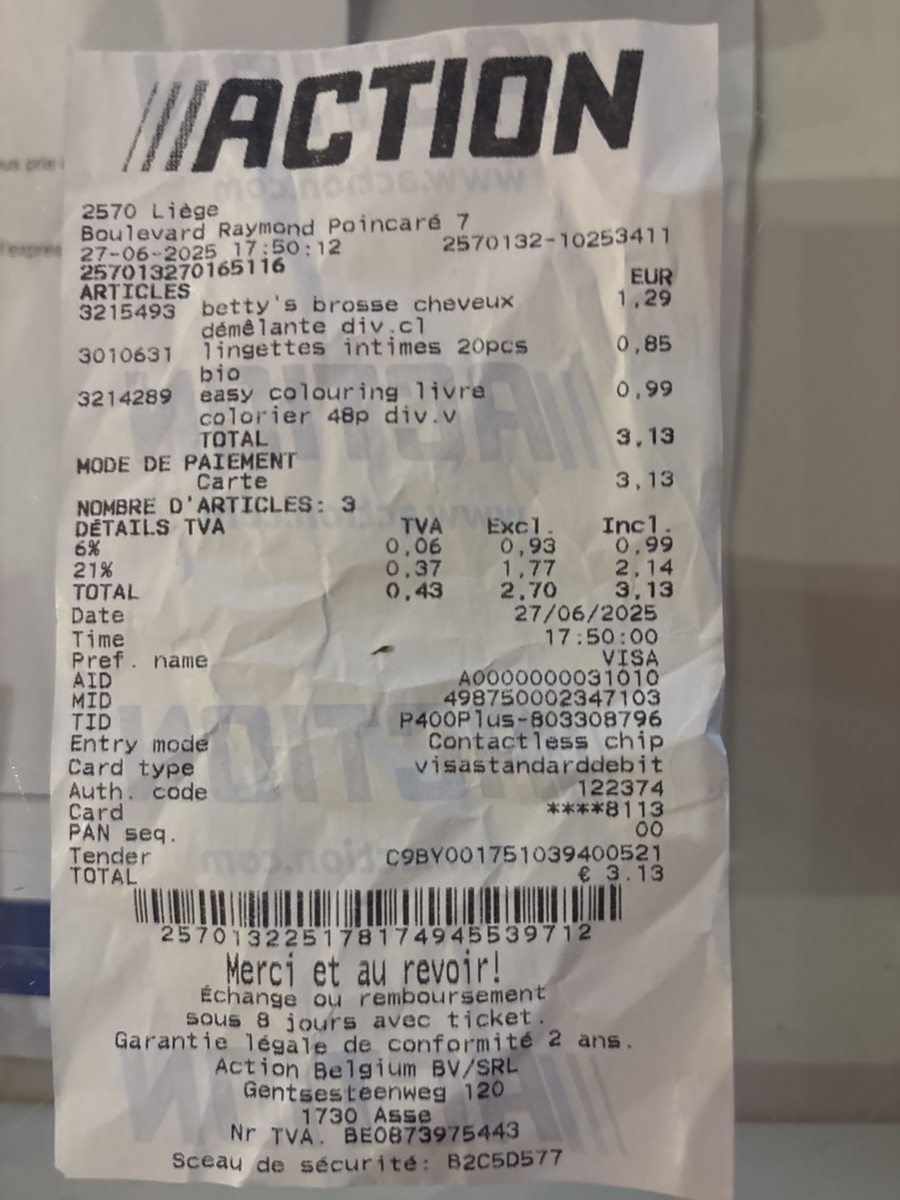 ///ACTION
2570 Liège
Boulevard Raymond Poincaré 7
27-06-2025 17:50:12 2570132-10253411
257013270165116
ARTICLES EUR
3215493 betty's brosse cheveux 1,29
démêlante div.cl
3010631 lingettes intimes 20pcs 0,85
bio
3214289 easy colouring livre 0,99
colorier 48p div.v
TOTAL 3,13
MODE DE PAIEMENT
Carte 3,13
NOMBRE D'ARTICLES: 3
DÉTAILS TVA TVA Excl. Incl.
6% 0,06 0,93 0,99
21% 0,37 1,77 2,14
TOTAL 0,43 2,70 3,13
Date 27/06/2025
Time 17:50:00
Pref. name VISA
AID A0000000031010
MID 498750002347103
TID P400Plus-803308796
Entry mode Contactless chip
Card type visastandarddebit
Auth. code 122374
Card ****8113
PAN seq. 00
Tender C9BY001751039400521
TOTAL € 3.13
257013225178174945539712
Merci et au revoir!
Échange ou remboursement
sous 8 jours avec ticket.
Garantie légale de conformité 2 ans.
Action Belgium BV/SRL
Gentsesteenweg 120
1730 Asse
Nr TVA. BE0873975443
Sceau de sécurité: B2C5D577